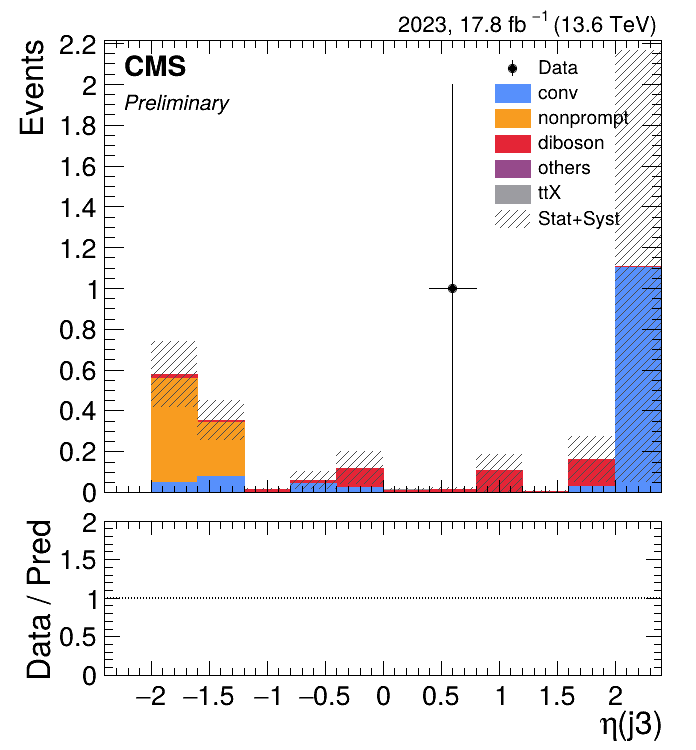 2023, 17.8 fb⁻¹ (13.6 TeV)
Events
CMS
Preliminary
Data
conv
nonprompt
diboson
others
ttX
Stat+Syst
2.2
2
1.8
1.6
1.4
1.2
1
0.8
0.6
0.4
0.2
0
Data / Pred
2
1.5
1
0.5
0
−2 −1.5 −1 −0.5 0 0.5 1 1.5 2
η(j3)